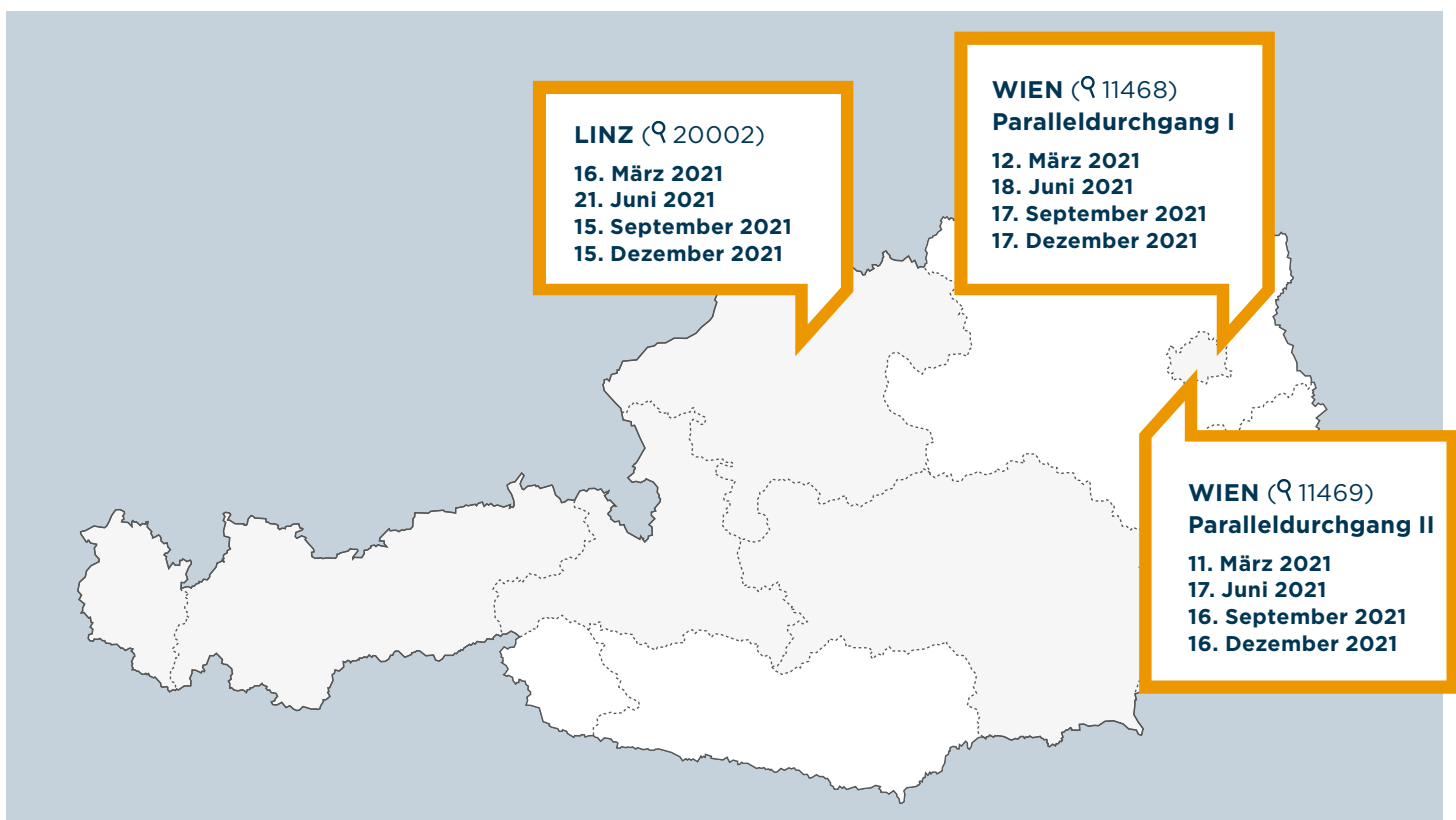 LINZ (20002)
16. März 2021
21. Juni 2021
15. September 2021
15. Dezember 2021
WIEN (11468)
Paralleldurchgang I
12. März 2021
18. Juni 2021
17. September 2021
17. Dezember 2021
WIEN (11469)
Paralleldurchgang II
11. März 2021
17. Juni 2021
16. September 2021
16. Dezember 2021